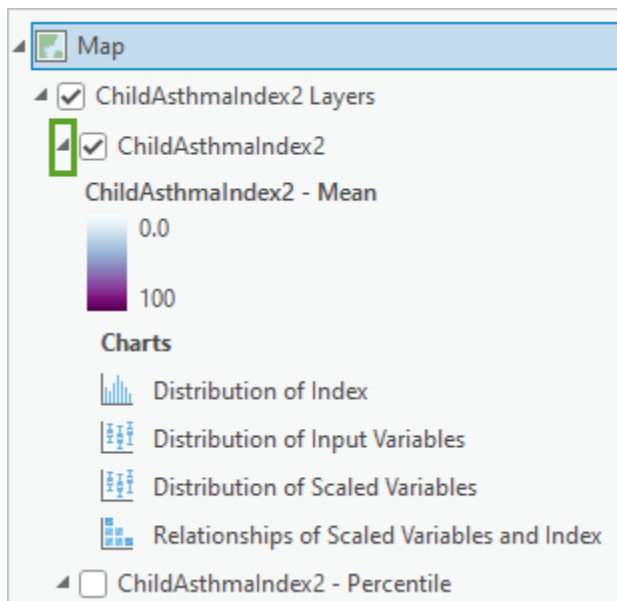 Map
ChildAsthmaIndex2 Layers
ChildAsthmaIndex2
ChildAsthmaIndex2 - Mean
0.0
100
Charts
Distribution of Index
Distribution of Input Variables
Distribution of Scaled Variables
Relationships of Scaled Variables and Index
ChildAsthmaIndex2 - Percentile